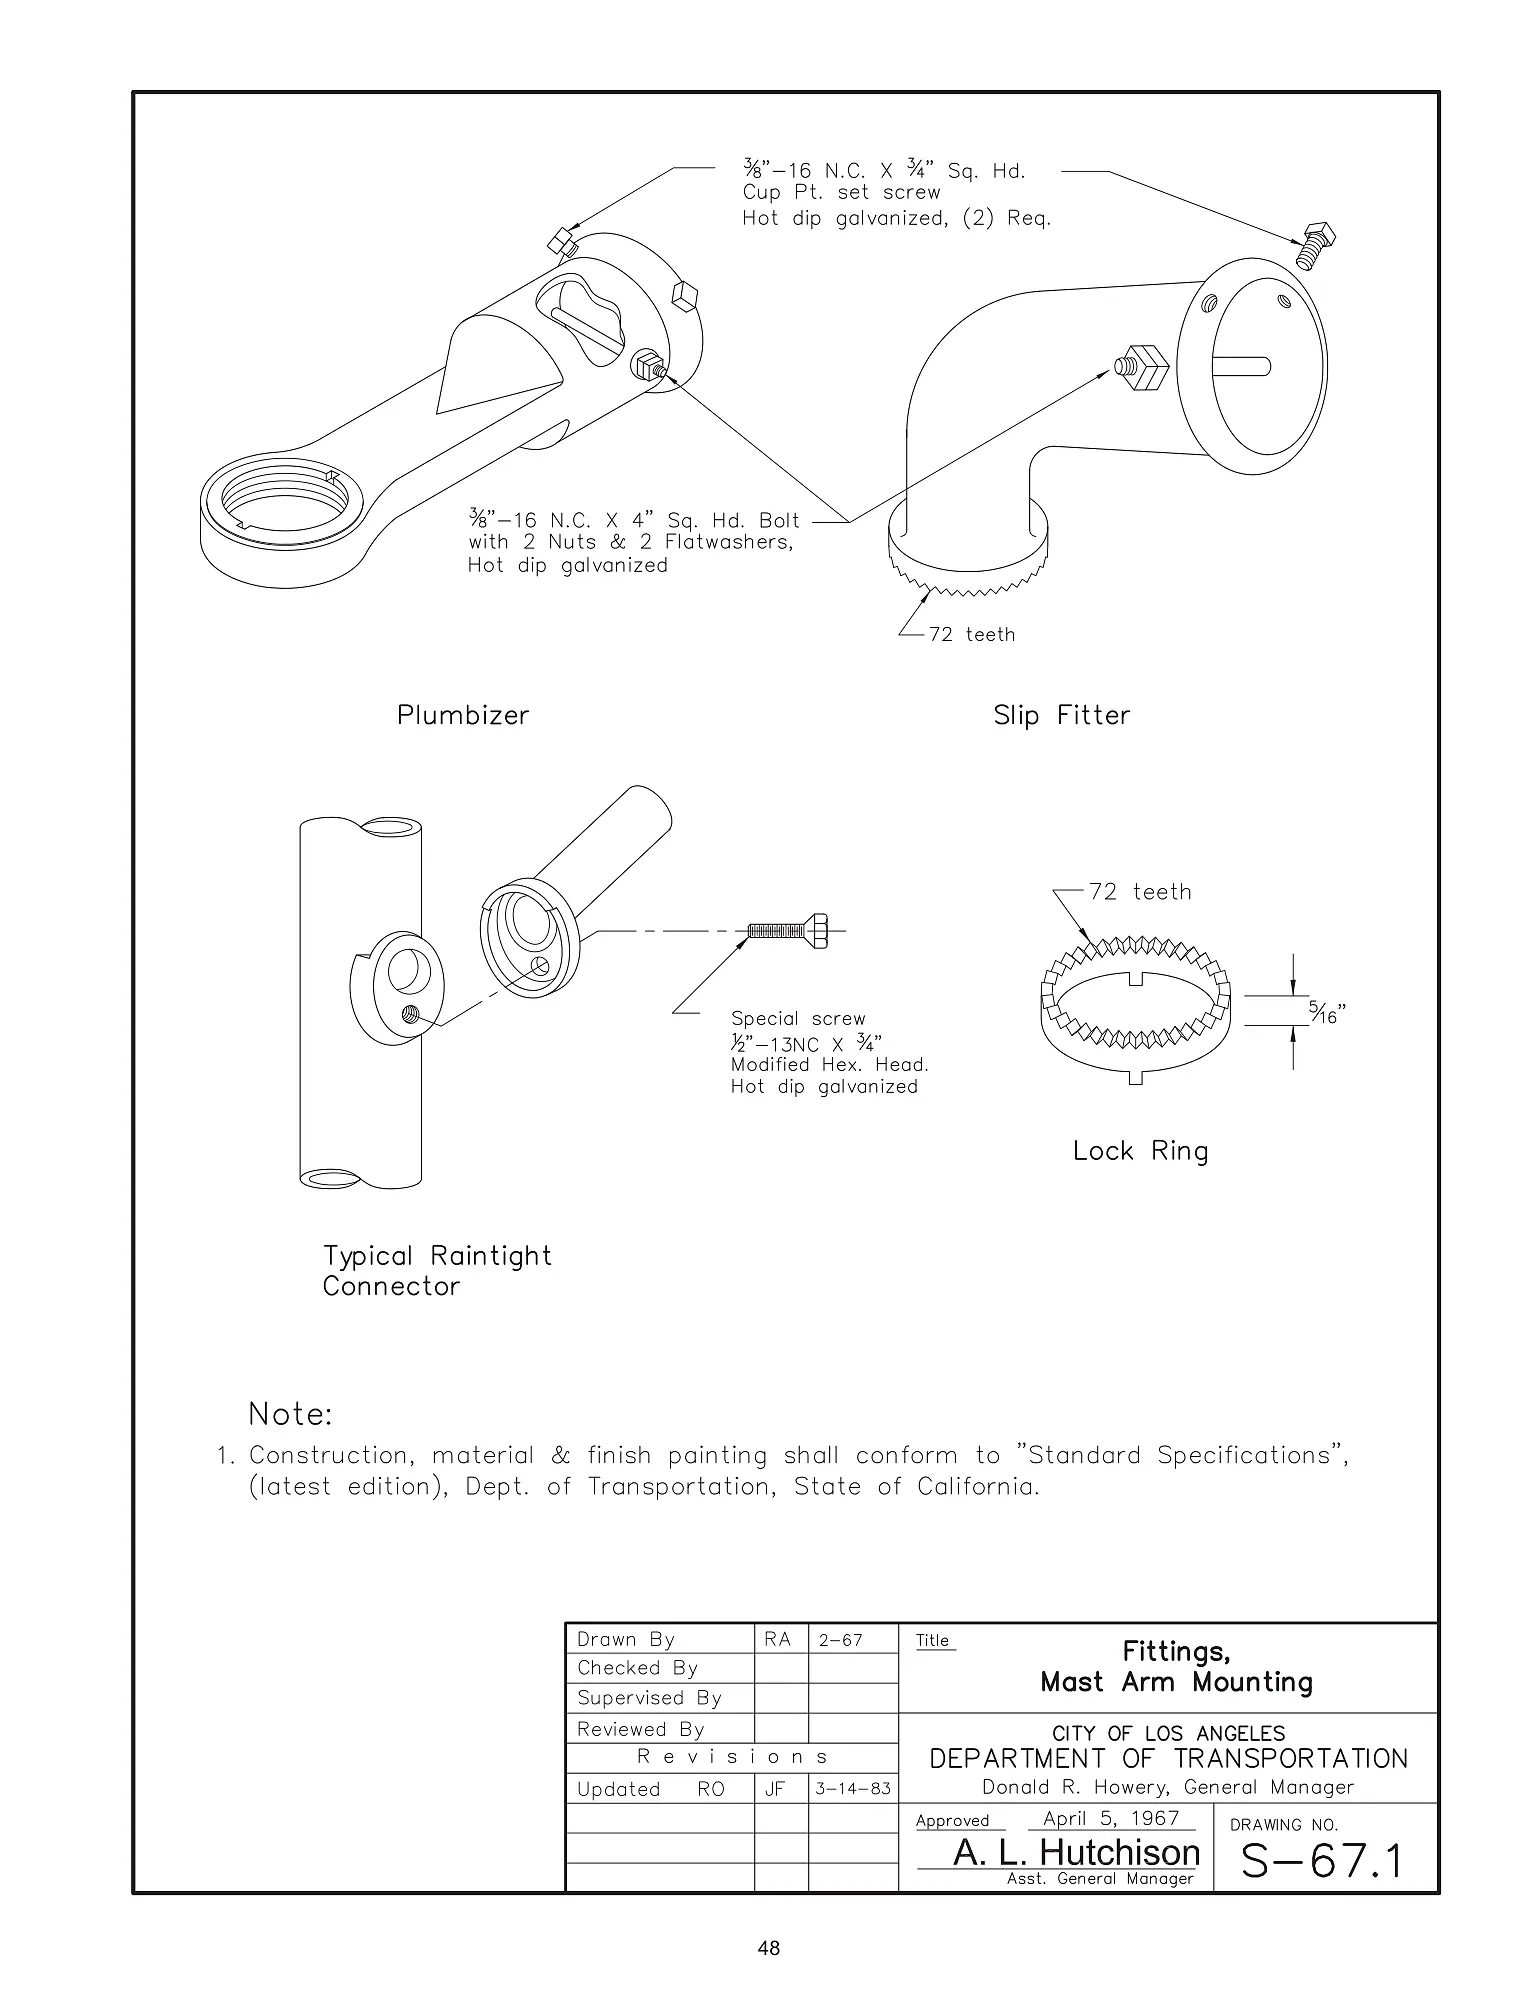 ⅜”–16 N.C. X ¾” Sq. Hd.
Cup Pt. set screw
Hot dip galvanized, (2) Req.
⅜”–16 N.C. X 4” Sq. Hd. Bolt
with 2 Nuts & 2 Flatwashers,
Hot dip galvanized
72 teeth
Plumbizer
Slip Fitter
72 teeth
5⁄16”
Special screw
½”–13NC X ¾”
Modified Hex. Head.
Hot dip galvanized
Lock Ring
Typical Raintight
Connector
Note:
1. Construction, material & finish painting shall conform to ”Standard Specifications”,
(latest edition), Dept. of Transportation, State of California.
Drawn By RA 2–67
Checked By
Supervised By
Reviewed By
Revisions
Updated RO JF 3–14–83
Title
Fittings,
Mast Arm Mounting
CITY OF LOS ANGELES
DEPARTMENT OF TRANSPORTATION
Donald R. Howery, General Manager
Approved April 5, 1967
A. L. Hutchison
Asst. General Manager
DRAWING NO.
S–67.1
48